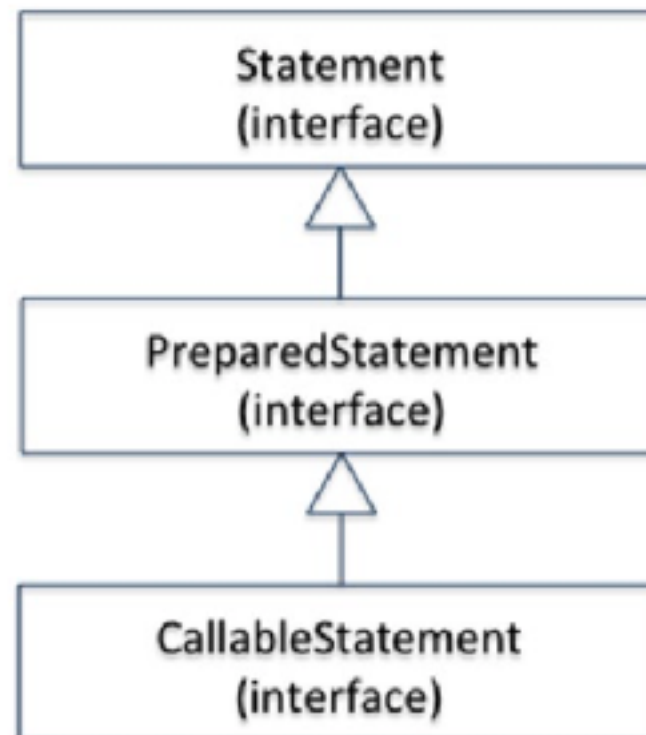 Statement
(interface)
PreparedStatement
(interface)
CallableStatement
(interface)